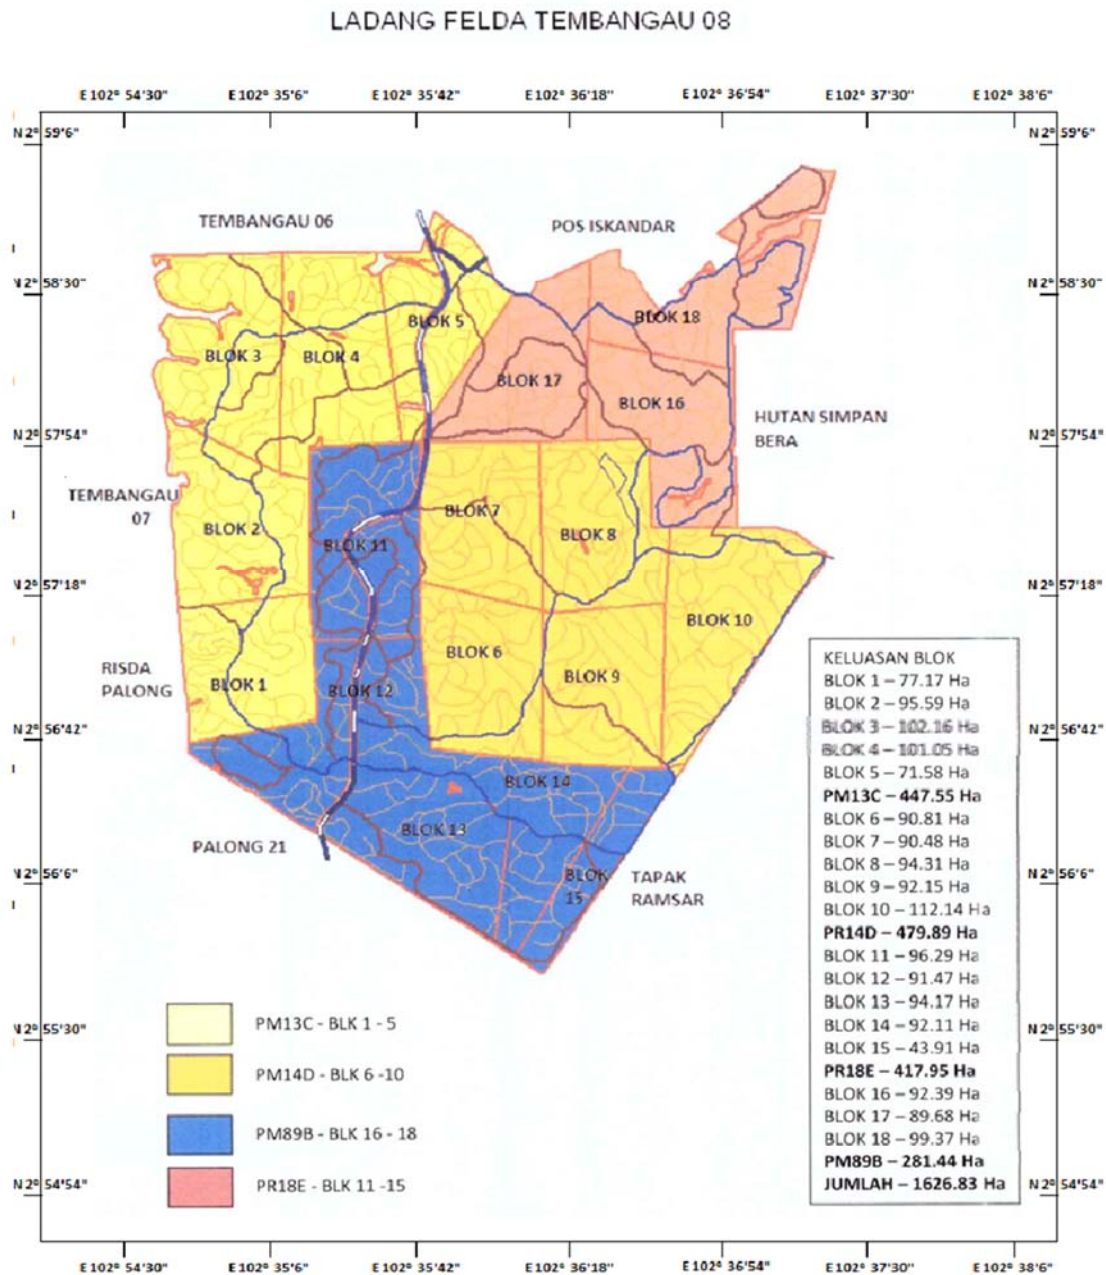 LADANG FELDA TEMBANGAU 08
E 102° 54'30" E 102° 35'6" E 102° 35'42" E 102° 36'18" E 102° 36'54" E 102° 37'30" E 102° 38'6"
N 2° 59'6" N 2° 59'6"
TEMBANGAU 06
POS ISKANDAR
N 2° 58'30" N 2° 58'30"
BLOK 5
BLOK 18
BLOK 3
BLOK 4
BLOK 17
BLOK 16
HUTAN SIMPAN
BERA
N 2° 57'54" N 2° 57'54"
TEMBANGAU
07
BLOK 2
BLOK 7
BLOK 8
BLOK 11
N 2° 57'18" N 2° 57'18"
BLOK 10
BLOK 6
BLOK 9
RISDA
PALONG
BLOK 1
BLOK 12
N 2° 56'42" N 2° 56'42"
BLOK 14
BLOK 13
PALONG 21
BLOK
15
TAPAK
RAMSAR
N 2° 56'6" N 2° 56'6"
KELUASAN BLOK
BLOK 1 – 77.17 Ha
BLOK 2 – 95.59 Ha
BLOK 3 – 102.16 Ha
BLOK 4 – 101.05 Ha
BLOK 5 – 71.58 Ha
PM13C – 447.55 Ha
BLOK 6 – 90.81 Ha
BLOK 7 – 90.48 Ha
BLOK 8 – 94.31 Ha
BLOK 9 – 92.15 Ha
BLOK 10 – 112.14 Ha
PR14D – 479.89 Ha
BLOK 11 – 96.29 Ha
BLOK 12 – 91.47 Ha
BLOK 13 – 94.17 Ha
BLOK 14 – 92.11 Ha
BLOK 15 – 43.91 Ha
PR18E – 417.95 Ha
BLOK 16 – 92.39 Ha
BLOK 17 – 89.68 Ha
BLOK 18 – 99.37 Ha
PM89B – 281.44 Ha
JUMLAH – 1626.83 Ha
PM13C - BLK 1 - 5
PM14D - BLK 6 -10
PM89B - BLK 16 - 18
PR18E - BLK 11 -15
N 2° 55'30" N 2° 55'30"
N 2° 54'54" N 2° 54'54"
E 102° 54'30" E 102° 35'6" E 102° 35'42" E 102° 36'18" E 102° 36'54" E 102° 37'30" E 102° 38'6"